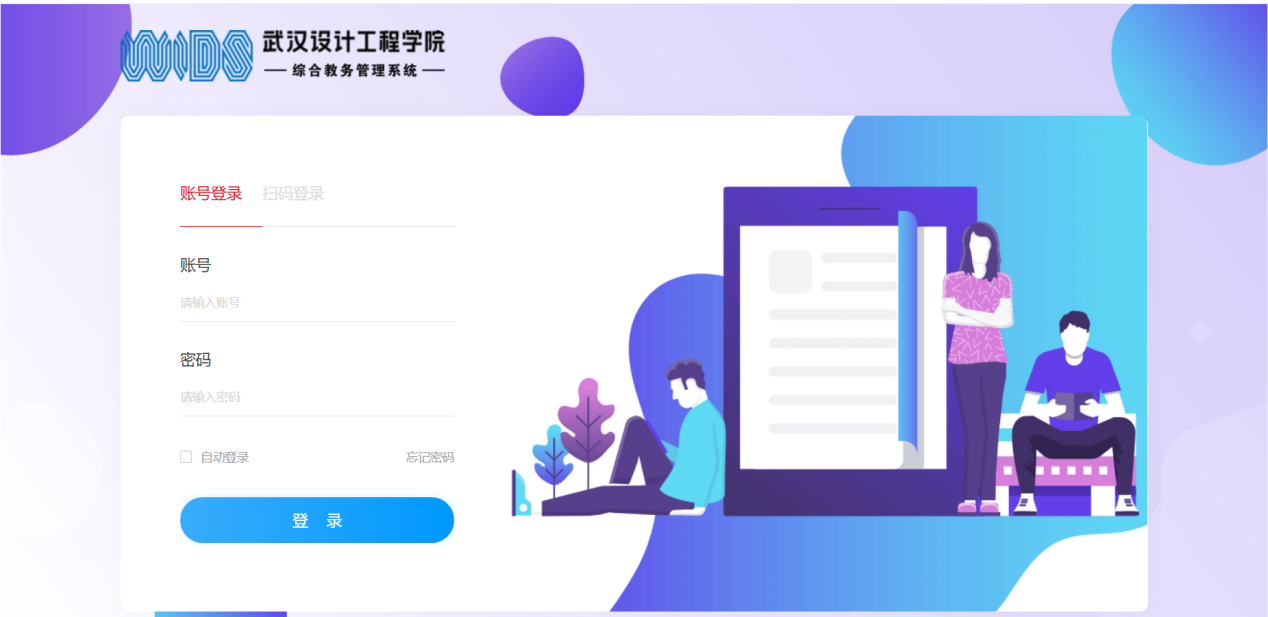 WIDS
武汉设计工程学院
综合教务管理系统
账号登录 扫码登录
账号
请输入账号
密码
请输入密码
自动登录 忘记密码
登 录